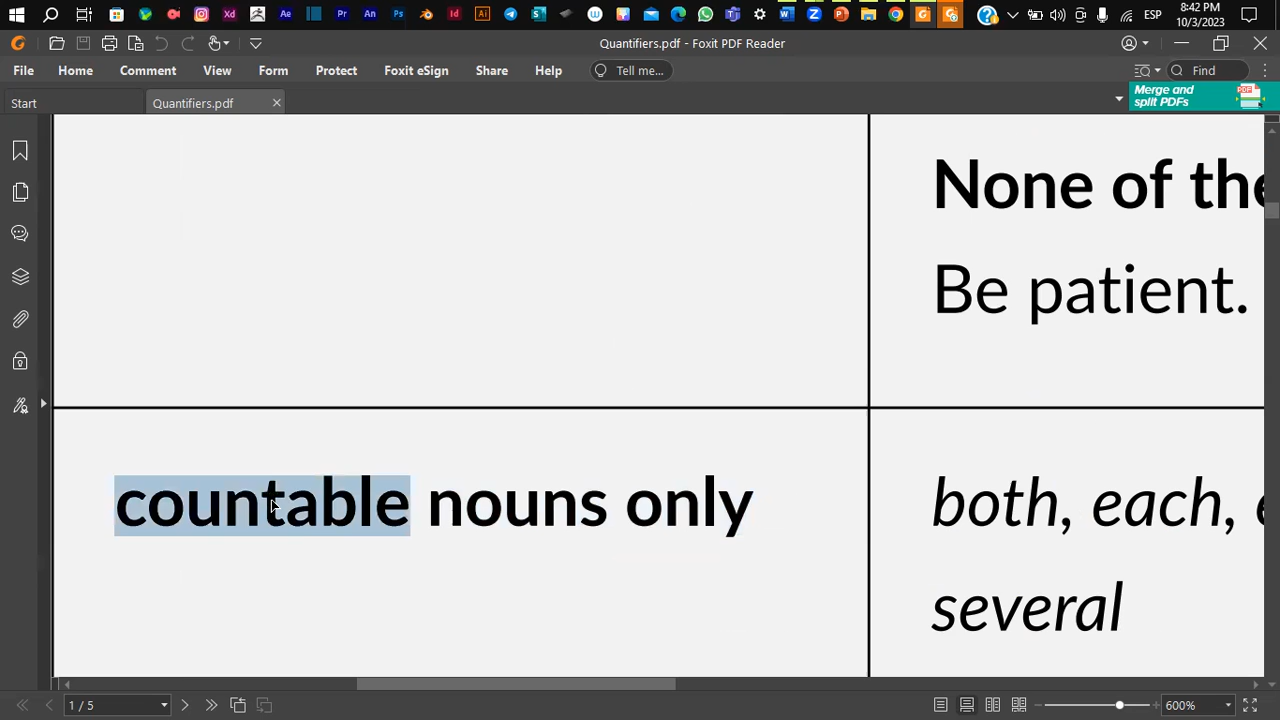 8:42 PM
ESP
10/3/2023
Quantifiers.pdf - Foxit PDF Reader
File Home Comment View Form Protect Foxit eSign Share Help Tell me... Find
Start Quantifiers.pdf
Merge and
split PDFs
None of the
Be patient.
countable nouns only
both, each,
several
1 / 5
600%